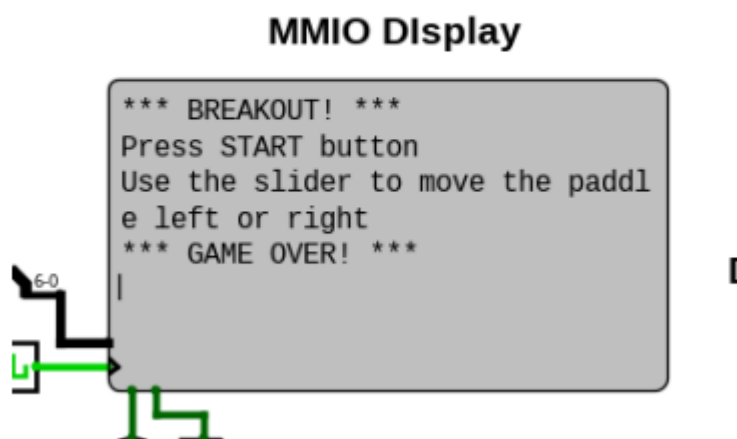 MMIO DIsplay
*** BREAKOUT! ***
Press START button
Use the slider to move the paddl
e left or right
*** GAME OVER! ***
6-0